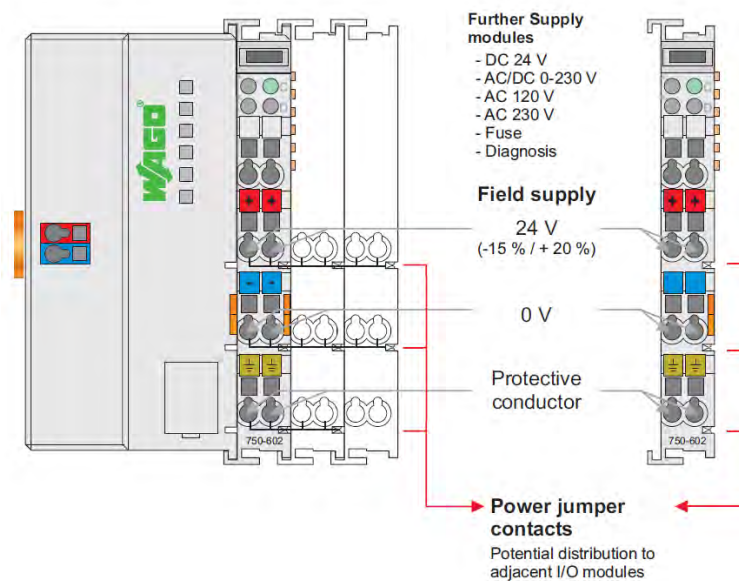 Further Supply
modules
- DC 24 V
- AC/DC 0-230 V
- AC 120 V
- AC 230 V
- Fuse
- Diagnosis
WAGO®
Field supply
24 V
(-15 % / + 20 %)
0 V
Protective
conductor
750-602
750-602
Power jumper
contacts
Potential distribution to
adjacent I/O modules